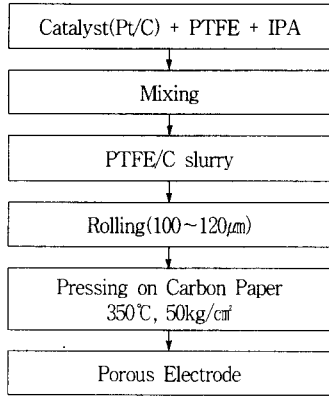 Catalyst(Pt/C) + PTFE + IPA
Mixing
PTFE/C slurry
Rolling(100~120㎛)
Pressing on Carbon Paper
350℃, 50kg/㎠
Porous Electrode